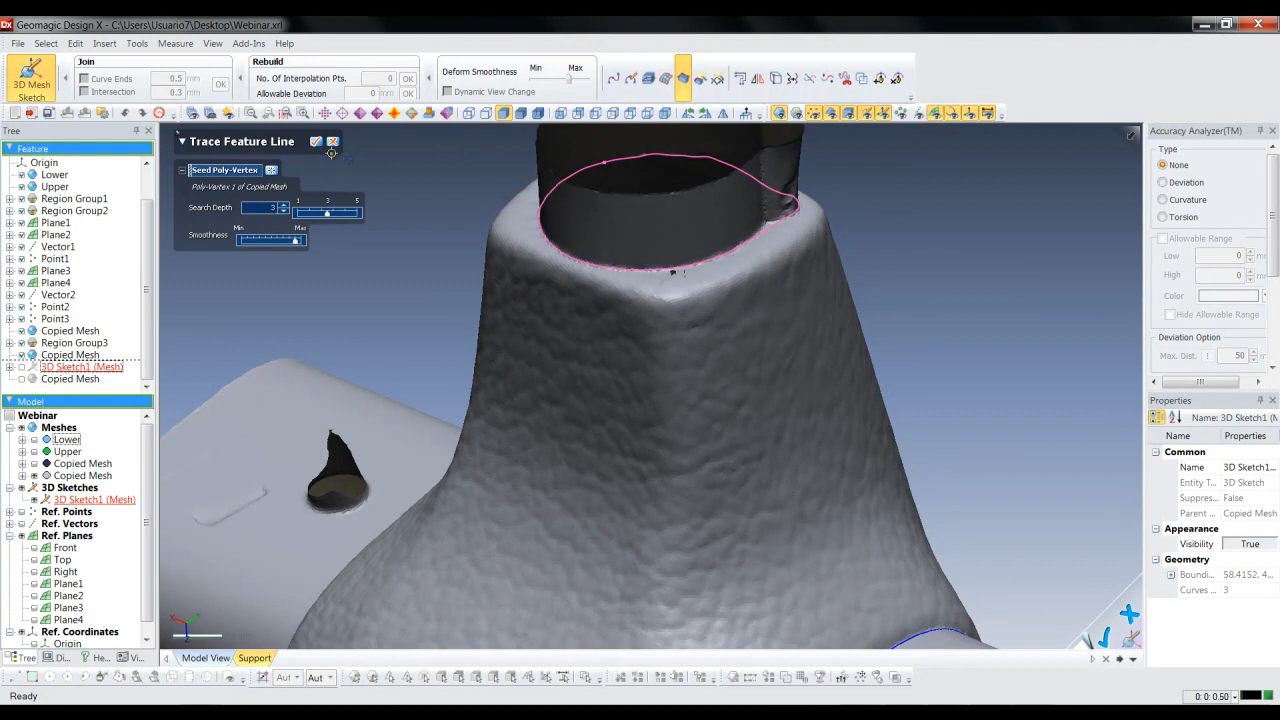 Geomagic Design X - C:\Users\Usuario7\Desktop\Webinar.xrl
File Select Edit Insert Tools Measure View Add-Ins Help
3D Mesh Sketch
Join
Curve Ends 0.5 mm
Intersection 0.3 mm
OK
Rebuild
No. Of Interpolation Pts. 0 OK
Allowable Deviation 0 mm OK
Deform Smoothness Min Max
Dynamic View Change
Tree
Feature
Origin
Lower
Upper
Region Group1
Region Group2
Plane1
Plane2
Vector1
Point1
Plane3
Plane4
Vector2
Point2
Point3
Copied Mesh
Region Group3
Copied Mesh
3D Sketch1 (Mesh)
Copied Mesh
Model
Webinar
Meshes
Lower
Upper
Copied Mesh
Copied Mesh
3D Sketches
3D Sketch1 (Mesh)
Ref. Points
Ref. Vectors
Ref. Planes
Front
Top
Right
Plane1
Plane2
Plane3
Plane4
Ref. Coordinates
Origin
Tree Di... He... Vi...
Trace Feature Line
Seed Poly-Vertex
Poly-Vertex 1 of Copied Mesh
Search Depth 3 1 3 5
Smoothness Min Max
Accuracy Analyzer(TM)
None
Deviation
Curvature
Torsion
Allowable Range
Low 0 m
High 0 m
Color
Hide Allowable Range
Deviation Option
Max. Dist. 50
Properties
Name: 3D Sketch1 (M
Name Properties
Common
Name 3D Sketch1...
Entity T... 3D Sketch
Suppres... False
Parent ... Copied Mesh
Appearance
Visibility True
Geometry
Boundi... 58.4152, 4...
Curves ... 3
Model View Support
Aut Aut
Ready
0: 0: 0.50